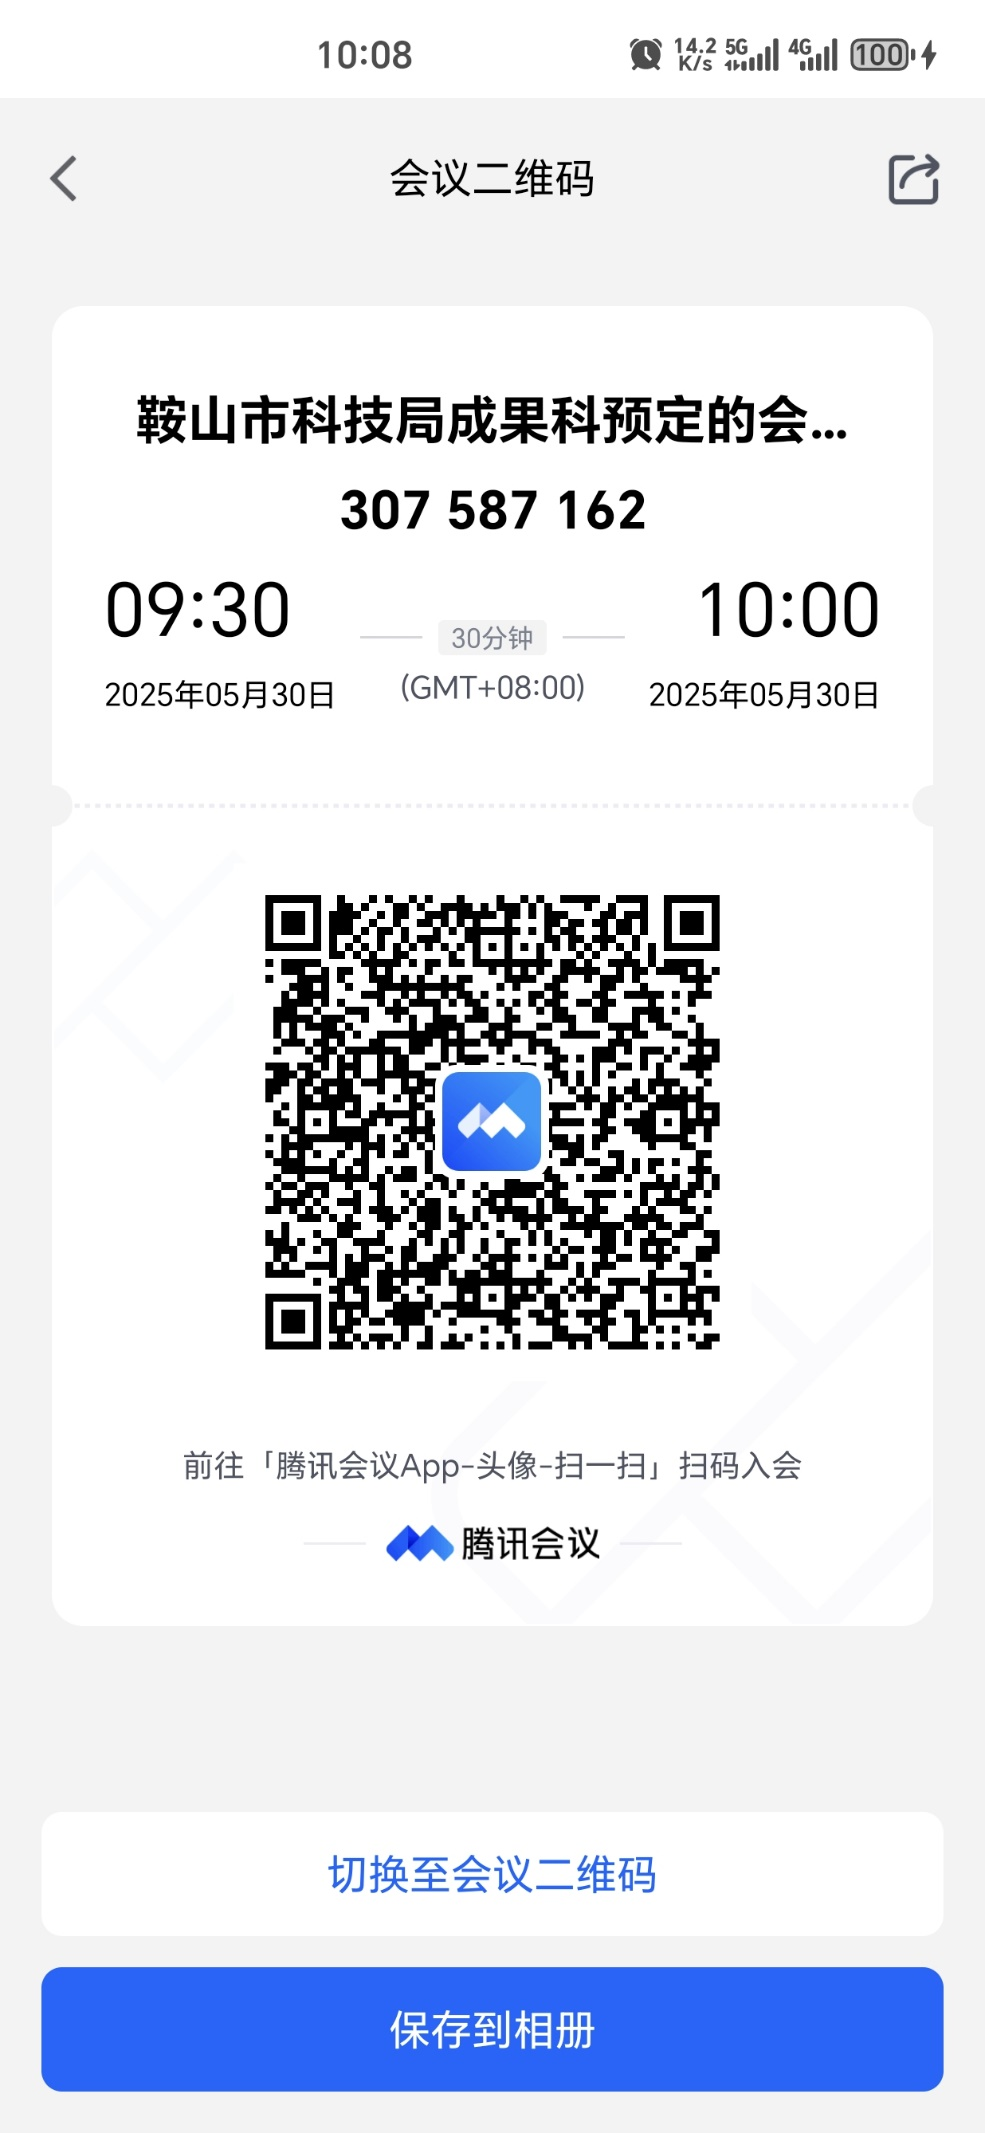 10:08
14.2 K/s 5G 4G 100
会议二维码
鞍山市科技局成果科预定的会...
307 587 162
09:30 30分钟 10:00
2025年05月30日 (GMT+08:00) 2025年05月30日
前往「腾讯会议App-头像-扫一扫」扫码入会
腾讯会议
切换至会议二维码
保存到相册